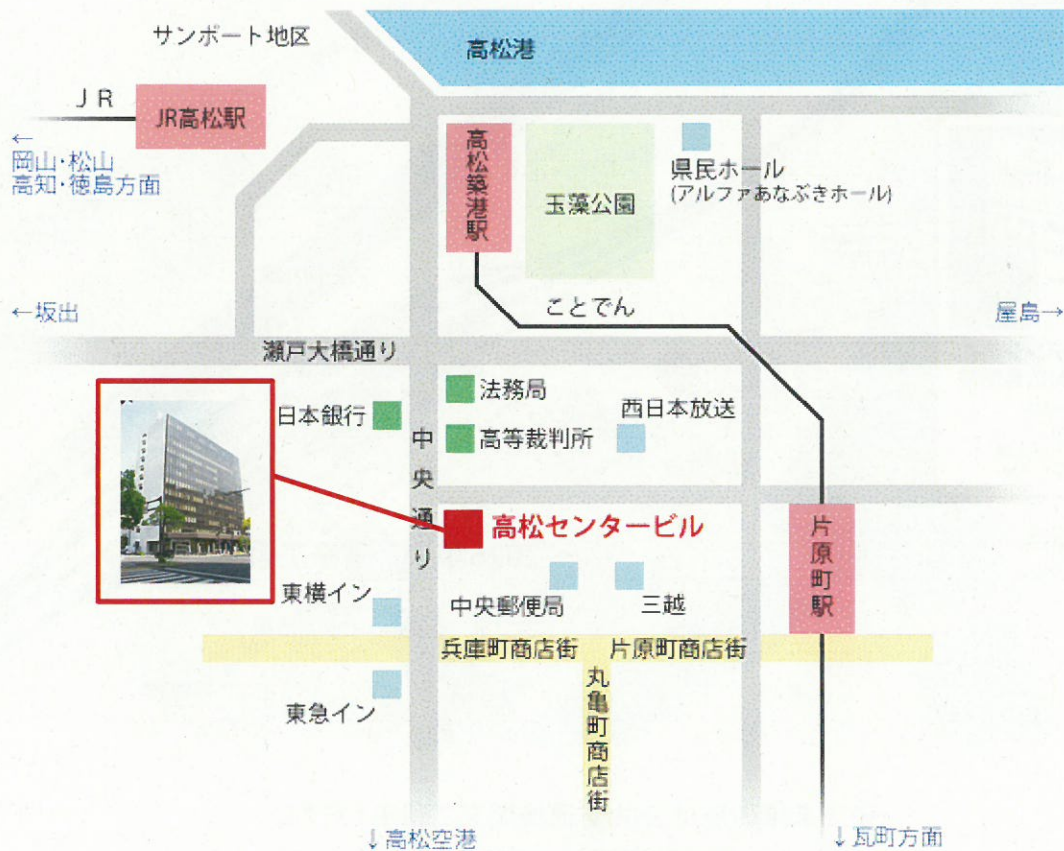 サンポート地区
高松港
JR
JR高松駅
←
岡山・松山
高知・徳島方面
高松築港駅
玉藻公園
県民ホール
(アルファあなぶきホール)
←坂出
ことでん
屋島→
瀬戸大橋通り
日本銀行
法務局
西日本放送
高等裁判所
中央通り
高松センタービル
片原町駅
東横イン
中央郵便局
三越
兵庫町商店街
片原町商店街
東急イン
丸亀町商店街
↓高松空港
↓瓦町方面